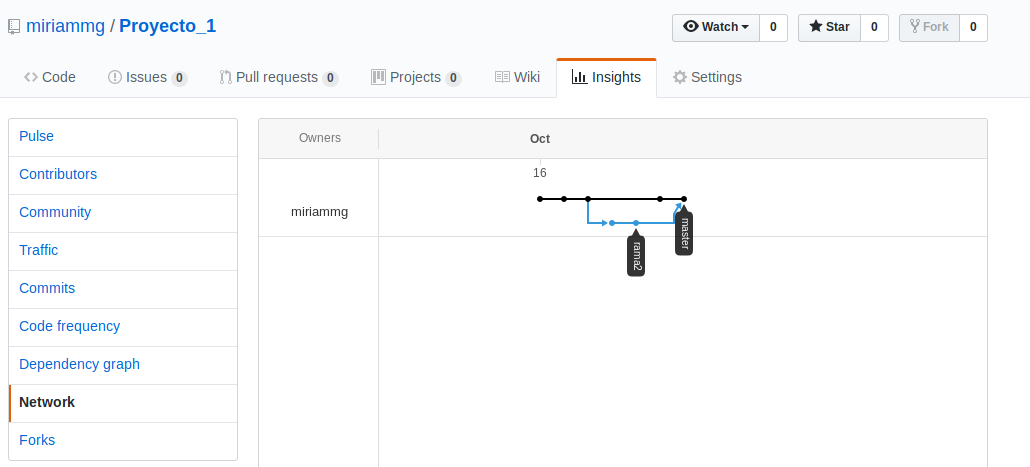 miriammg / Proyecto_1
Watch 0 Star 0 Fork 0
Code Issues 0 Pull requests 0 Projects 0 Wiki Insights Settings
Pulse
Contributors
Community
Traffic
Commits
Code frequency
Dependency graph
Network
Forks
Owners Oct
16
miriammg
master
rama2